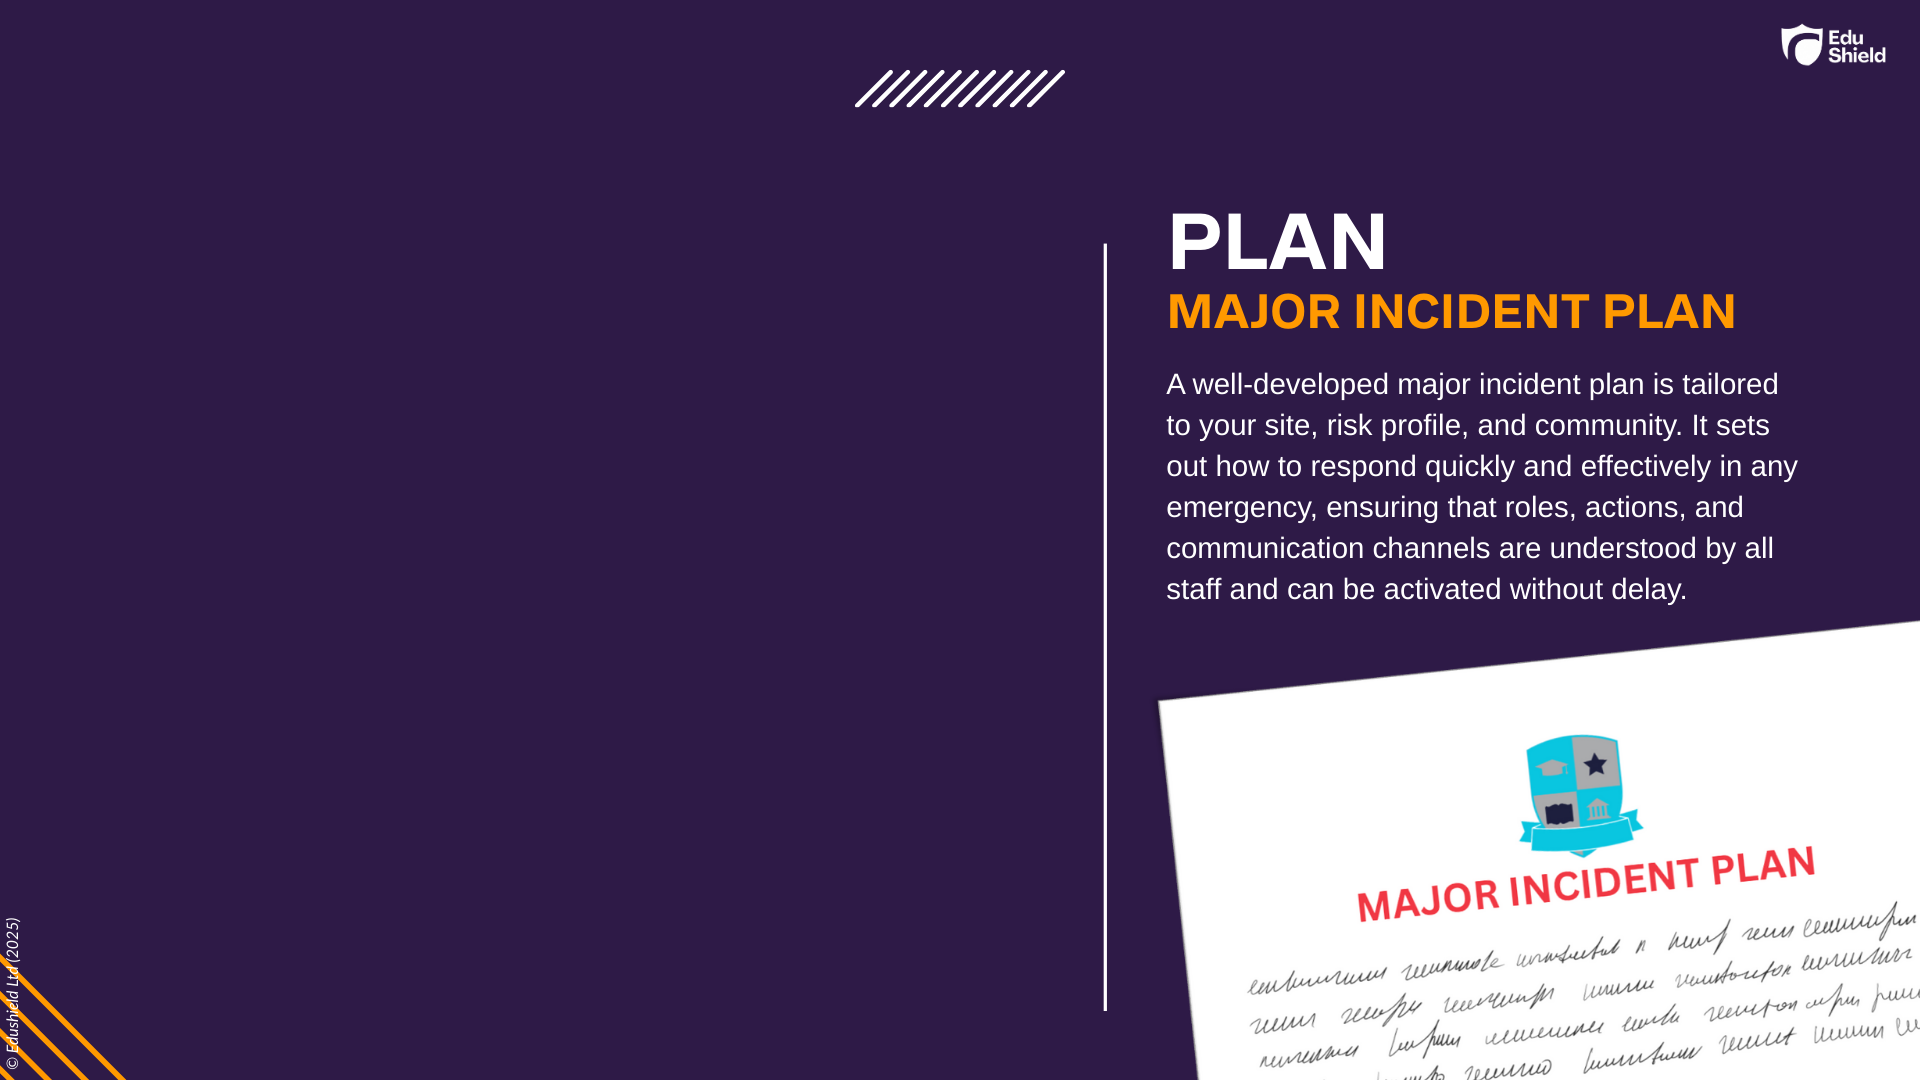 Edu
Shield
PLAN
MAJOR INCIDENT PLAN
A well-developed major incident plan is tailored
to your site, risk profile, and community. It sets
out how to respond quickly and effectively in any
emergency, ensuring that roles, actions, and
communication channels are understood by all
staff and can be activated without delay.
MAJOR INCIDENT PLAN
© Edushield Ltd (2025)